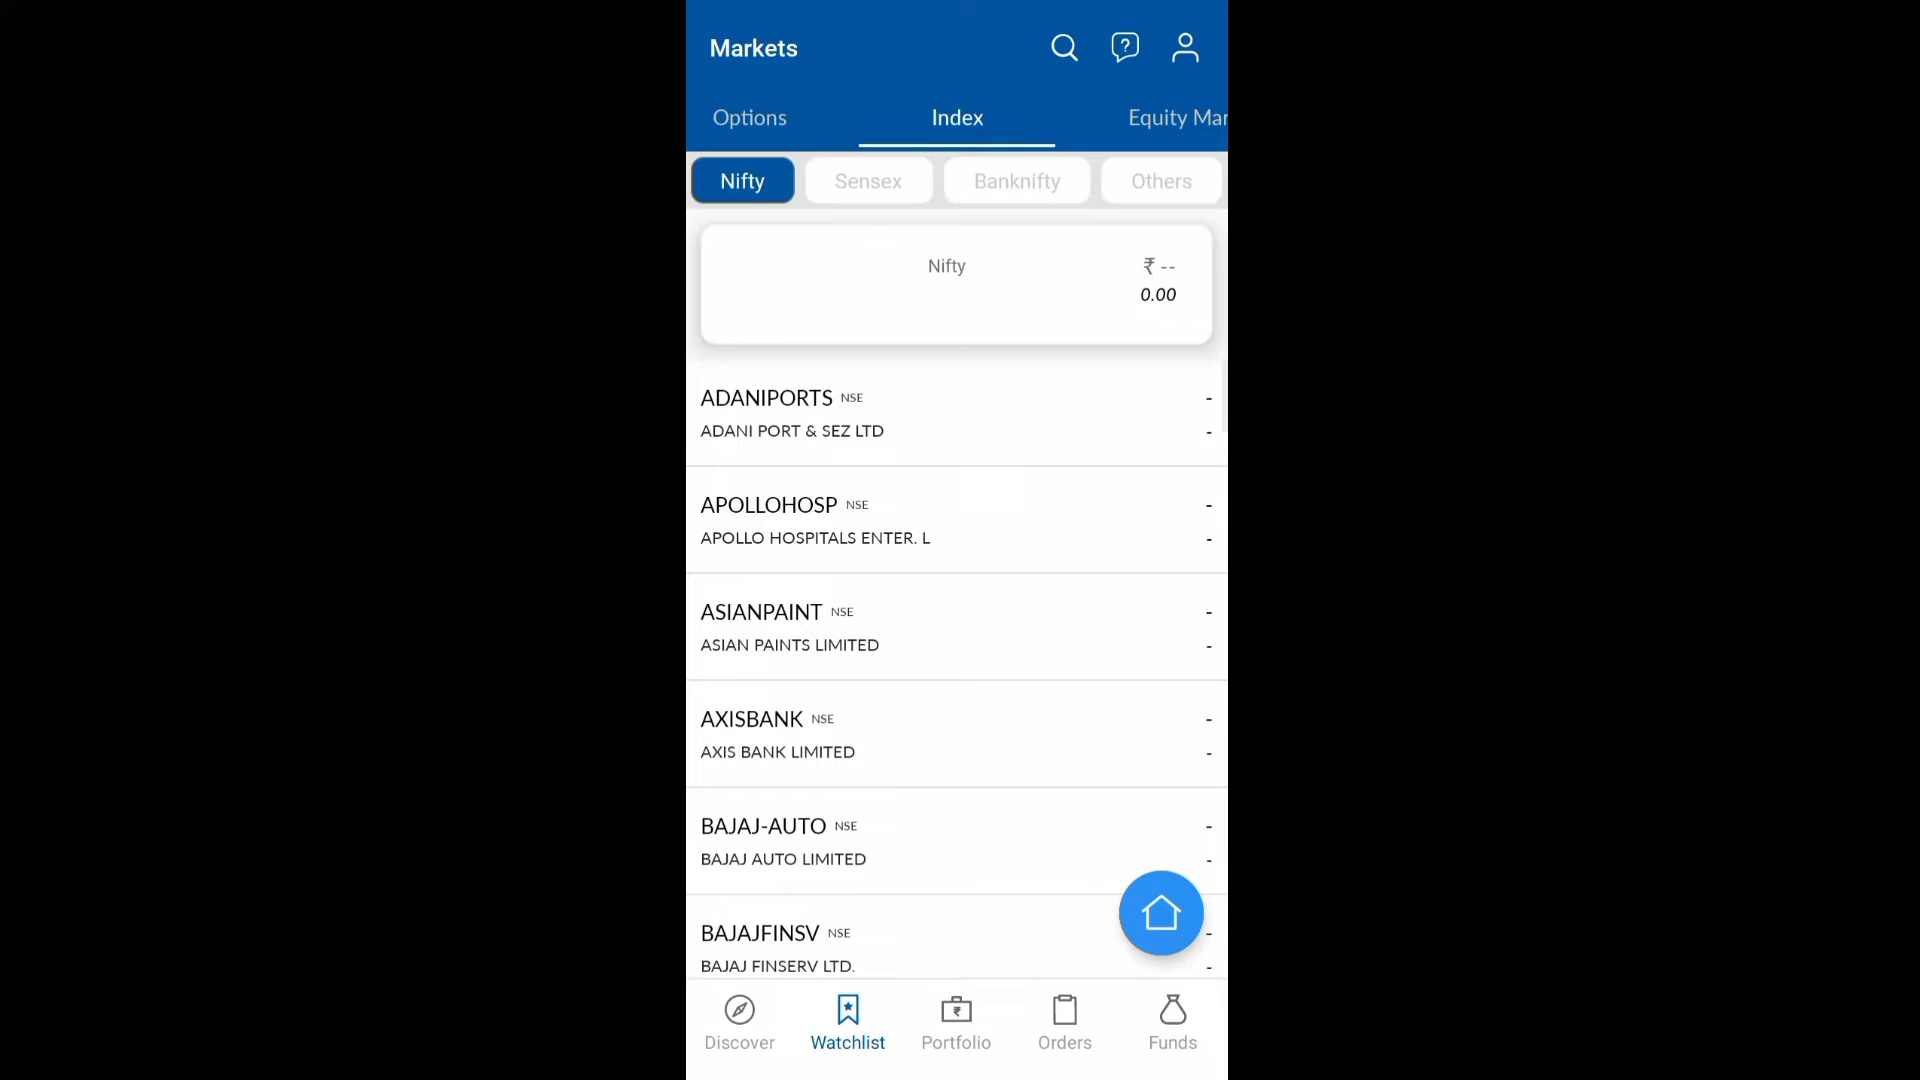 Markets
Options Index Equity Mar
Nifty Sensex Banknifty Others
Nifty ₹ --
0.00
ADANIPORTS NSE -
ADANI PORT & SEZ LTD -
APOLLOHOSP NSE -
APOLLO HOSPITALS ENTER. L -
ASIANPAINT NSE -
ASIAN PAINTS LIMITED -
AXISBANK NSE -
AXIS BANK LIMITED -
BAJAJ-AUTO NSE -
BAJAJ AUTO LIMITED -
BAJAJFINSV NSE -
BAJAJ FINSERV LTD. -
Discover Watchlist Portfolio Orders Funds